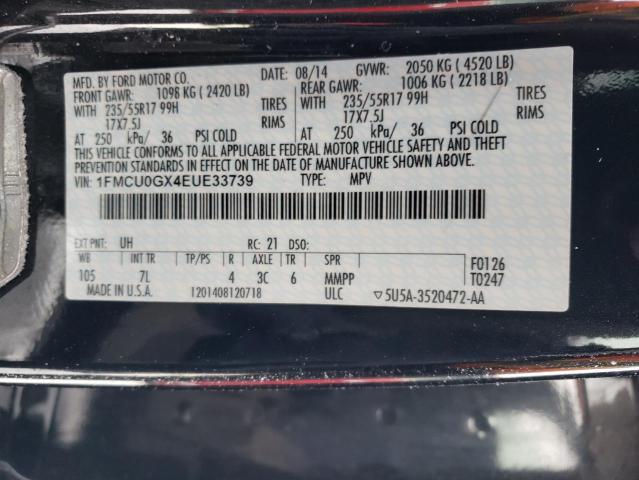 MFD. BY FORD MOTOR CO.
DATE: 08/14 GVWR: 2050 KG (4520 LB)
FRONT GAWR: 1098 KG (2420 LB) REAR GAWR: 1006 KG (2218 LB)
WITH 235/55R17 99H TIRES WITH 235/55R17 99H TIRES
17X7.5J RIMS 17X7.5J RIMS
AT 250 kPa/ 36 PSI COLD AT 250 kPa/ 36 PSI COLD
THIS VEHICLE CONFORMS TO ALL APPLICABLE FEDERAL MOTOR VEHICLE SAFETY AND THEFT
PREVENTION STANDARDS IN EFFECT ON THE DATE OF MANUFACTURE SHOWN ABOVE.
VIN: 1FMCU0GX4EUE33739 TYPE: MPV
EXT PNT: UH RC: 21 DSO:
WB INT TR TP/PS R AXLE TR SPR F0126
105 7L 4 3C 6 MMPP T0247
MADE IN U.S.A. 1201408120718 ULC ▽5U5A-3520472-AA